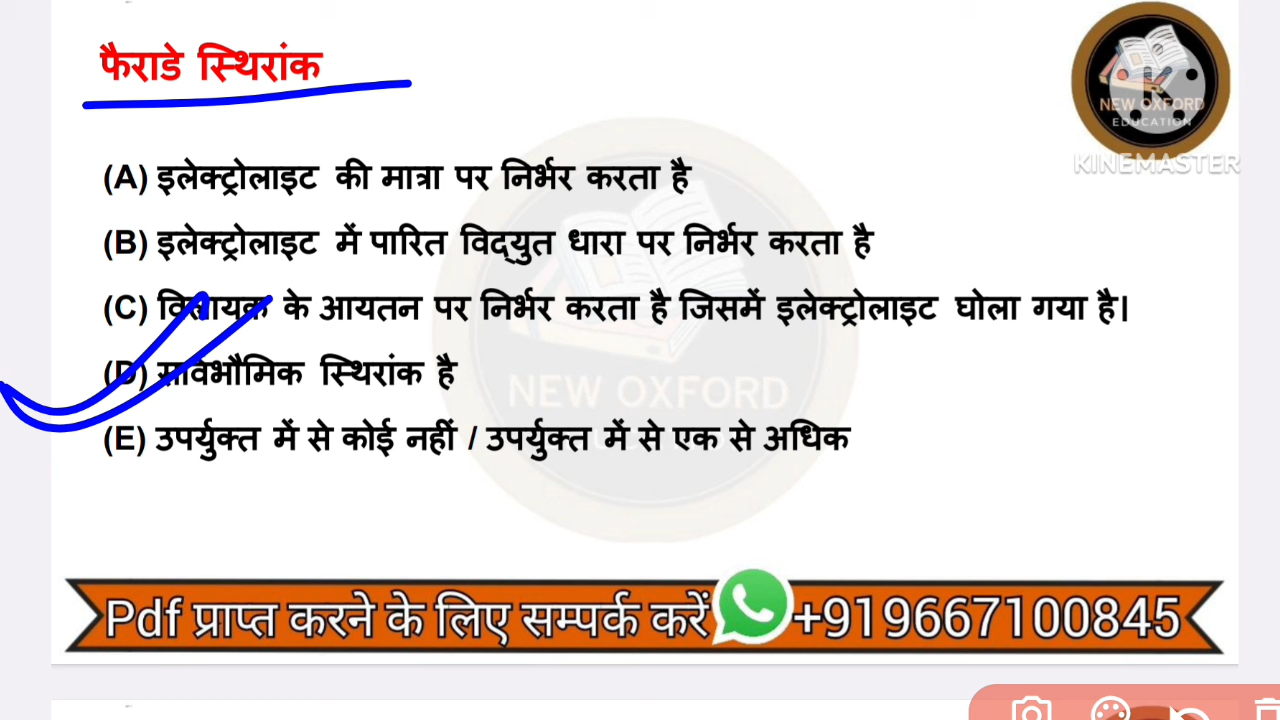 फैराडे स्थिरांक
NEW OXFORD
EDUCATION
KINEMASTER
(A) इलेक्ट्रोलाइट की मात्रा पर निर्भर करता है
(B) इलेक्ट्रोलाइट में पारित विद्युत धारा पर निर्भर करता है
(C) विलायक के आयतन पर निर्भर करता है जिसमें इलेक्ट्रोलाइट घोला गया है।
(D) सार्वभौमिक स्थिरांक है
NEW OXFORD
(E) उपर्युक्त में से कोई नहीं / उपर्युक्त में से एक से अधिक
Pdf प्राप्त करने के लिए सम्पर्क करें +919667100845